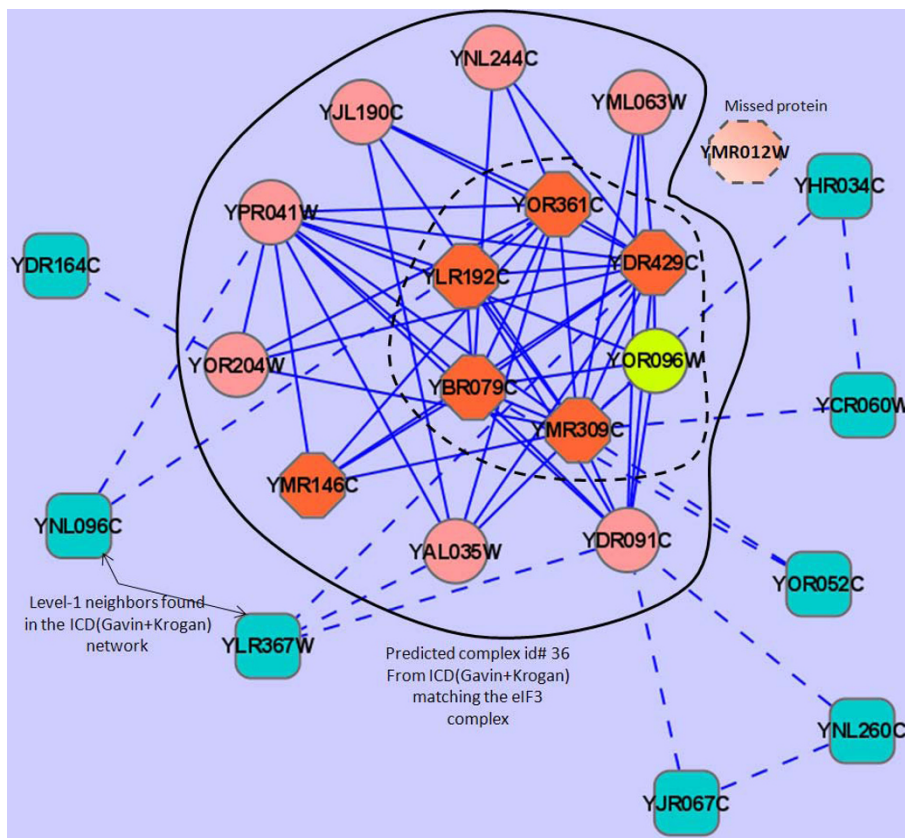 YNL244C
YJL190C
YML063W
Missed protein
YMR012W
YHR034C
YPR041W
YOR361C
YDR164C
YLR192C
YDR429C
YOR204W
YOR096W
YBR079C
YCR060W
YMR309C
YMR146C
YNL096C
YAL035W
YDR091C
YOR052C
Level-1 neighbors found
in the ICD(Gavin+Krogan)
network
YLR367W
Predicted complex id# 36
From ICD(Gavin+Krogan)
matching the eIF3
complex
YNL260C
YJR067C